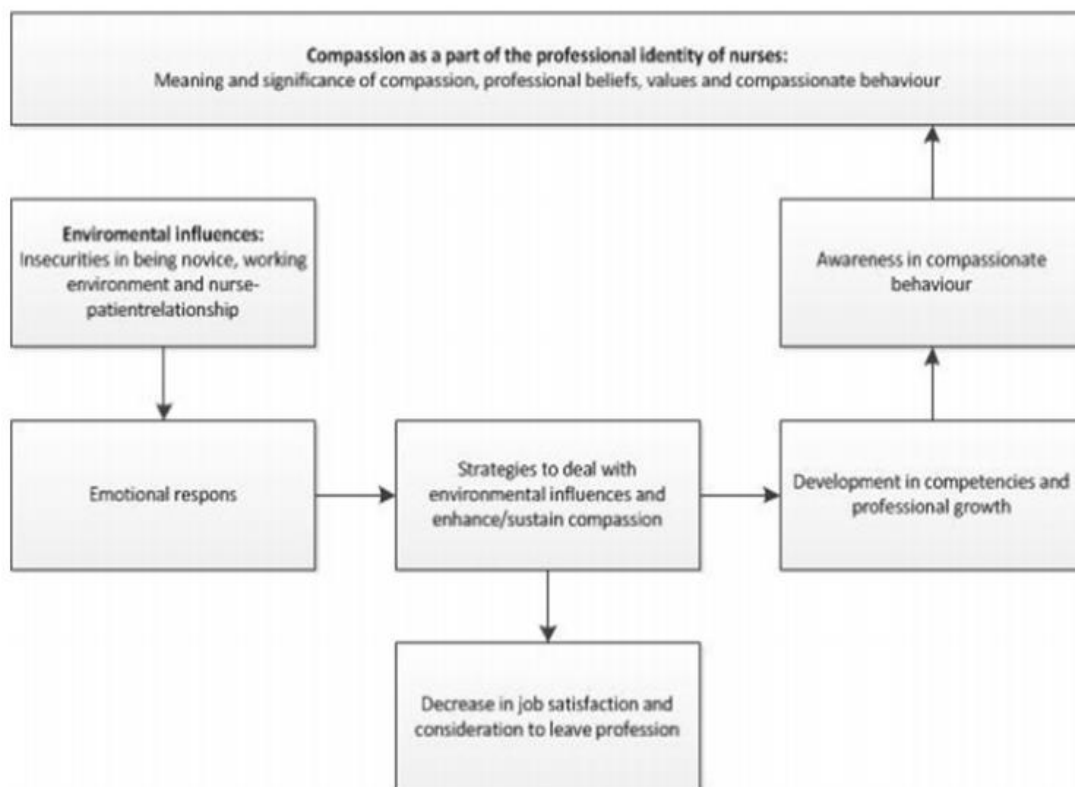 Compassion as a part of the professional identity of nurses:
Meaning and significance of compassion, professional beliefs, values and compassionate behaviour
Enviromental influences:
Insecurities in being novice, working
environment and nurse-
patientrelationship
Awareness in compassionate
behaviour
Emotional respons
Strategies to deal with
environmental influences and
enhance/sustain compassion
Development in competencies and
professional growth
Decrease in job satisfaction and
consideration to leave profession